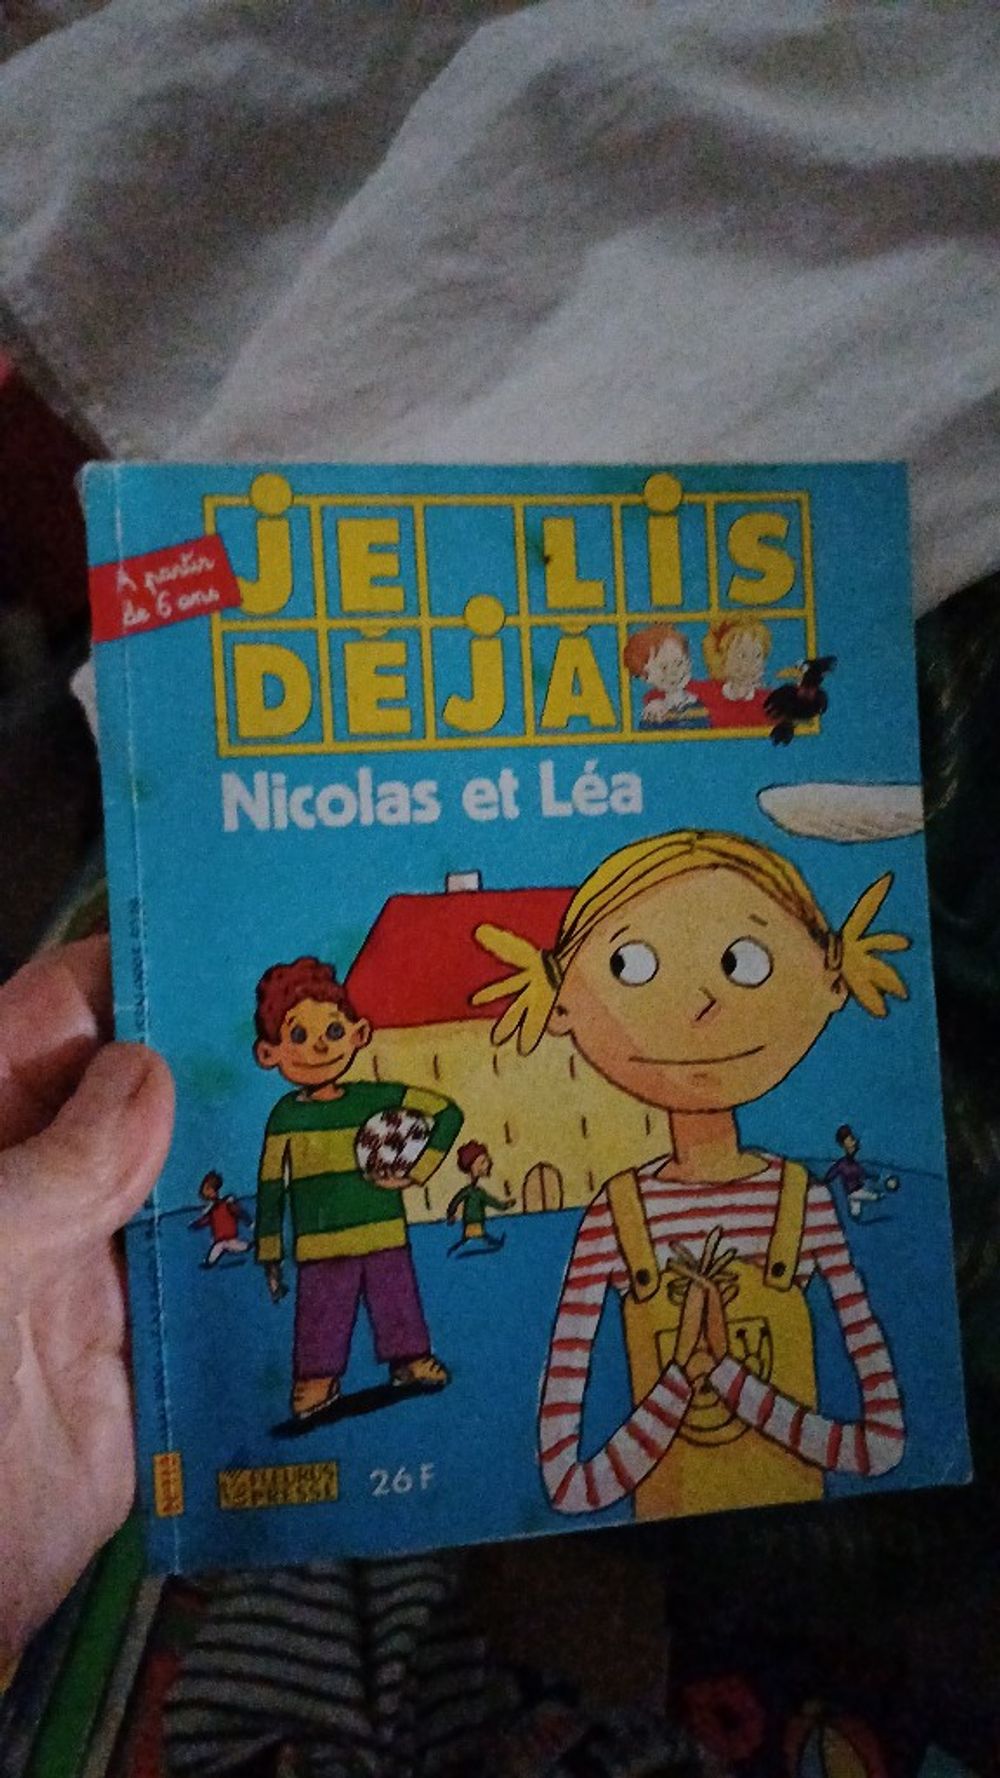 A partir
de 6 ans
JE LIS
DÉJÀ
Nicolas et Léa
FLEURUS
PRESSE
26 F